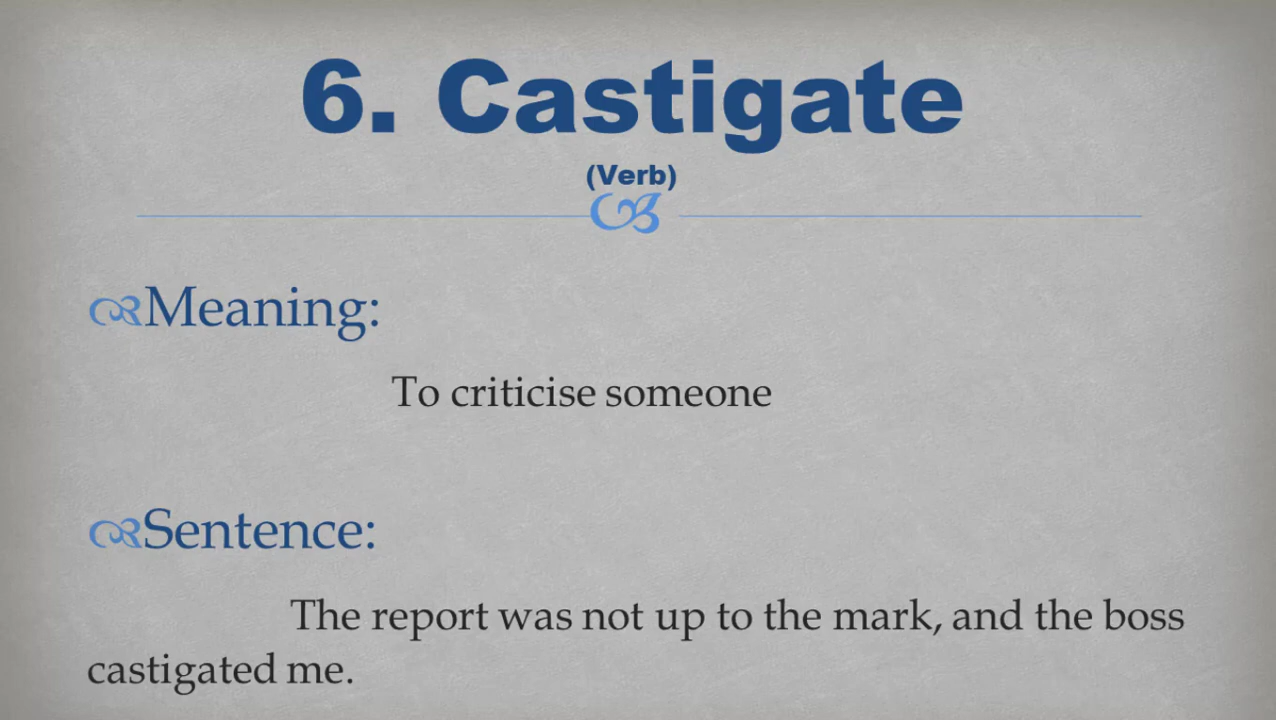 6. Castigate
(Verb)
Meaning:
To criticise someone
Sentence:
The report was not up to the mark, and the boss
castigated me.